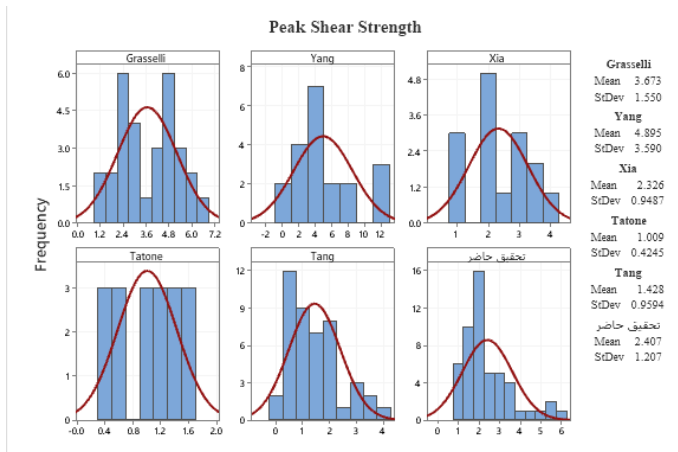 Peak Shear Strength
Grasselli
Yang
Xia
6.0
4.5
3.0
1.5
0.0
0.0 1.2 2.4 3.6 4.8 6.0 7.2
8
6
4
2
0
-2 0 2 4 6 8 10 12
4.8
3.6
2.4
1.2
0.0
1 2 3 4
Frequency
Tatone
Tang
تحقیق حاضر
3
2
1
0
-0.0 0.4 0.8 1.2 1.6 2.0
12
9
6
3
0
0 1 2 3 4
16
12
8
4
0
0 1 2 3 4 5 6
Grasselli
Mean 3.673
StDev 1.550
Yang
Mean 4.895
StDev 3.590
Xia
Mean 2.326
StDev 0.9487
Tatone
Mean 1.009
StDev 0.4245
Tang
Mean 1.428
StDev 0.9594
تحقیق حاضر
Mean 2.407
StDev 1.207